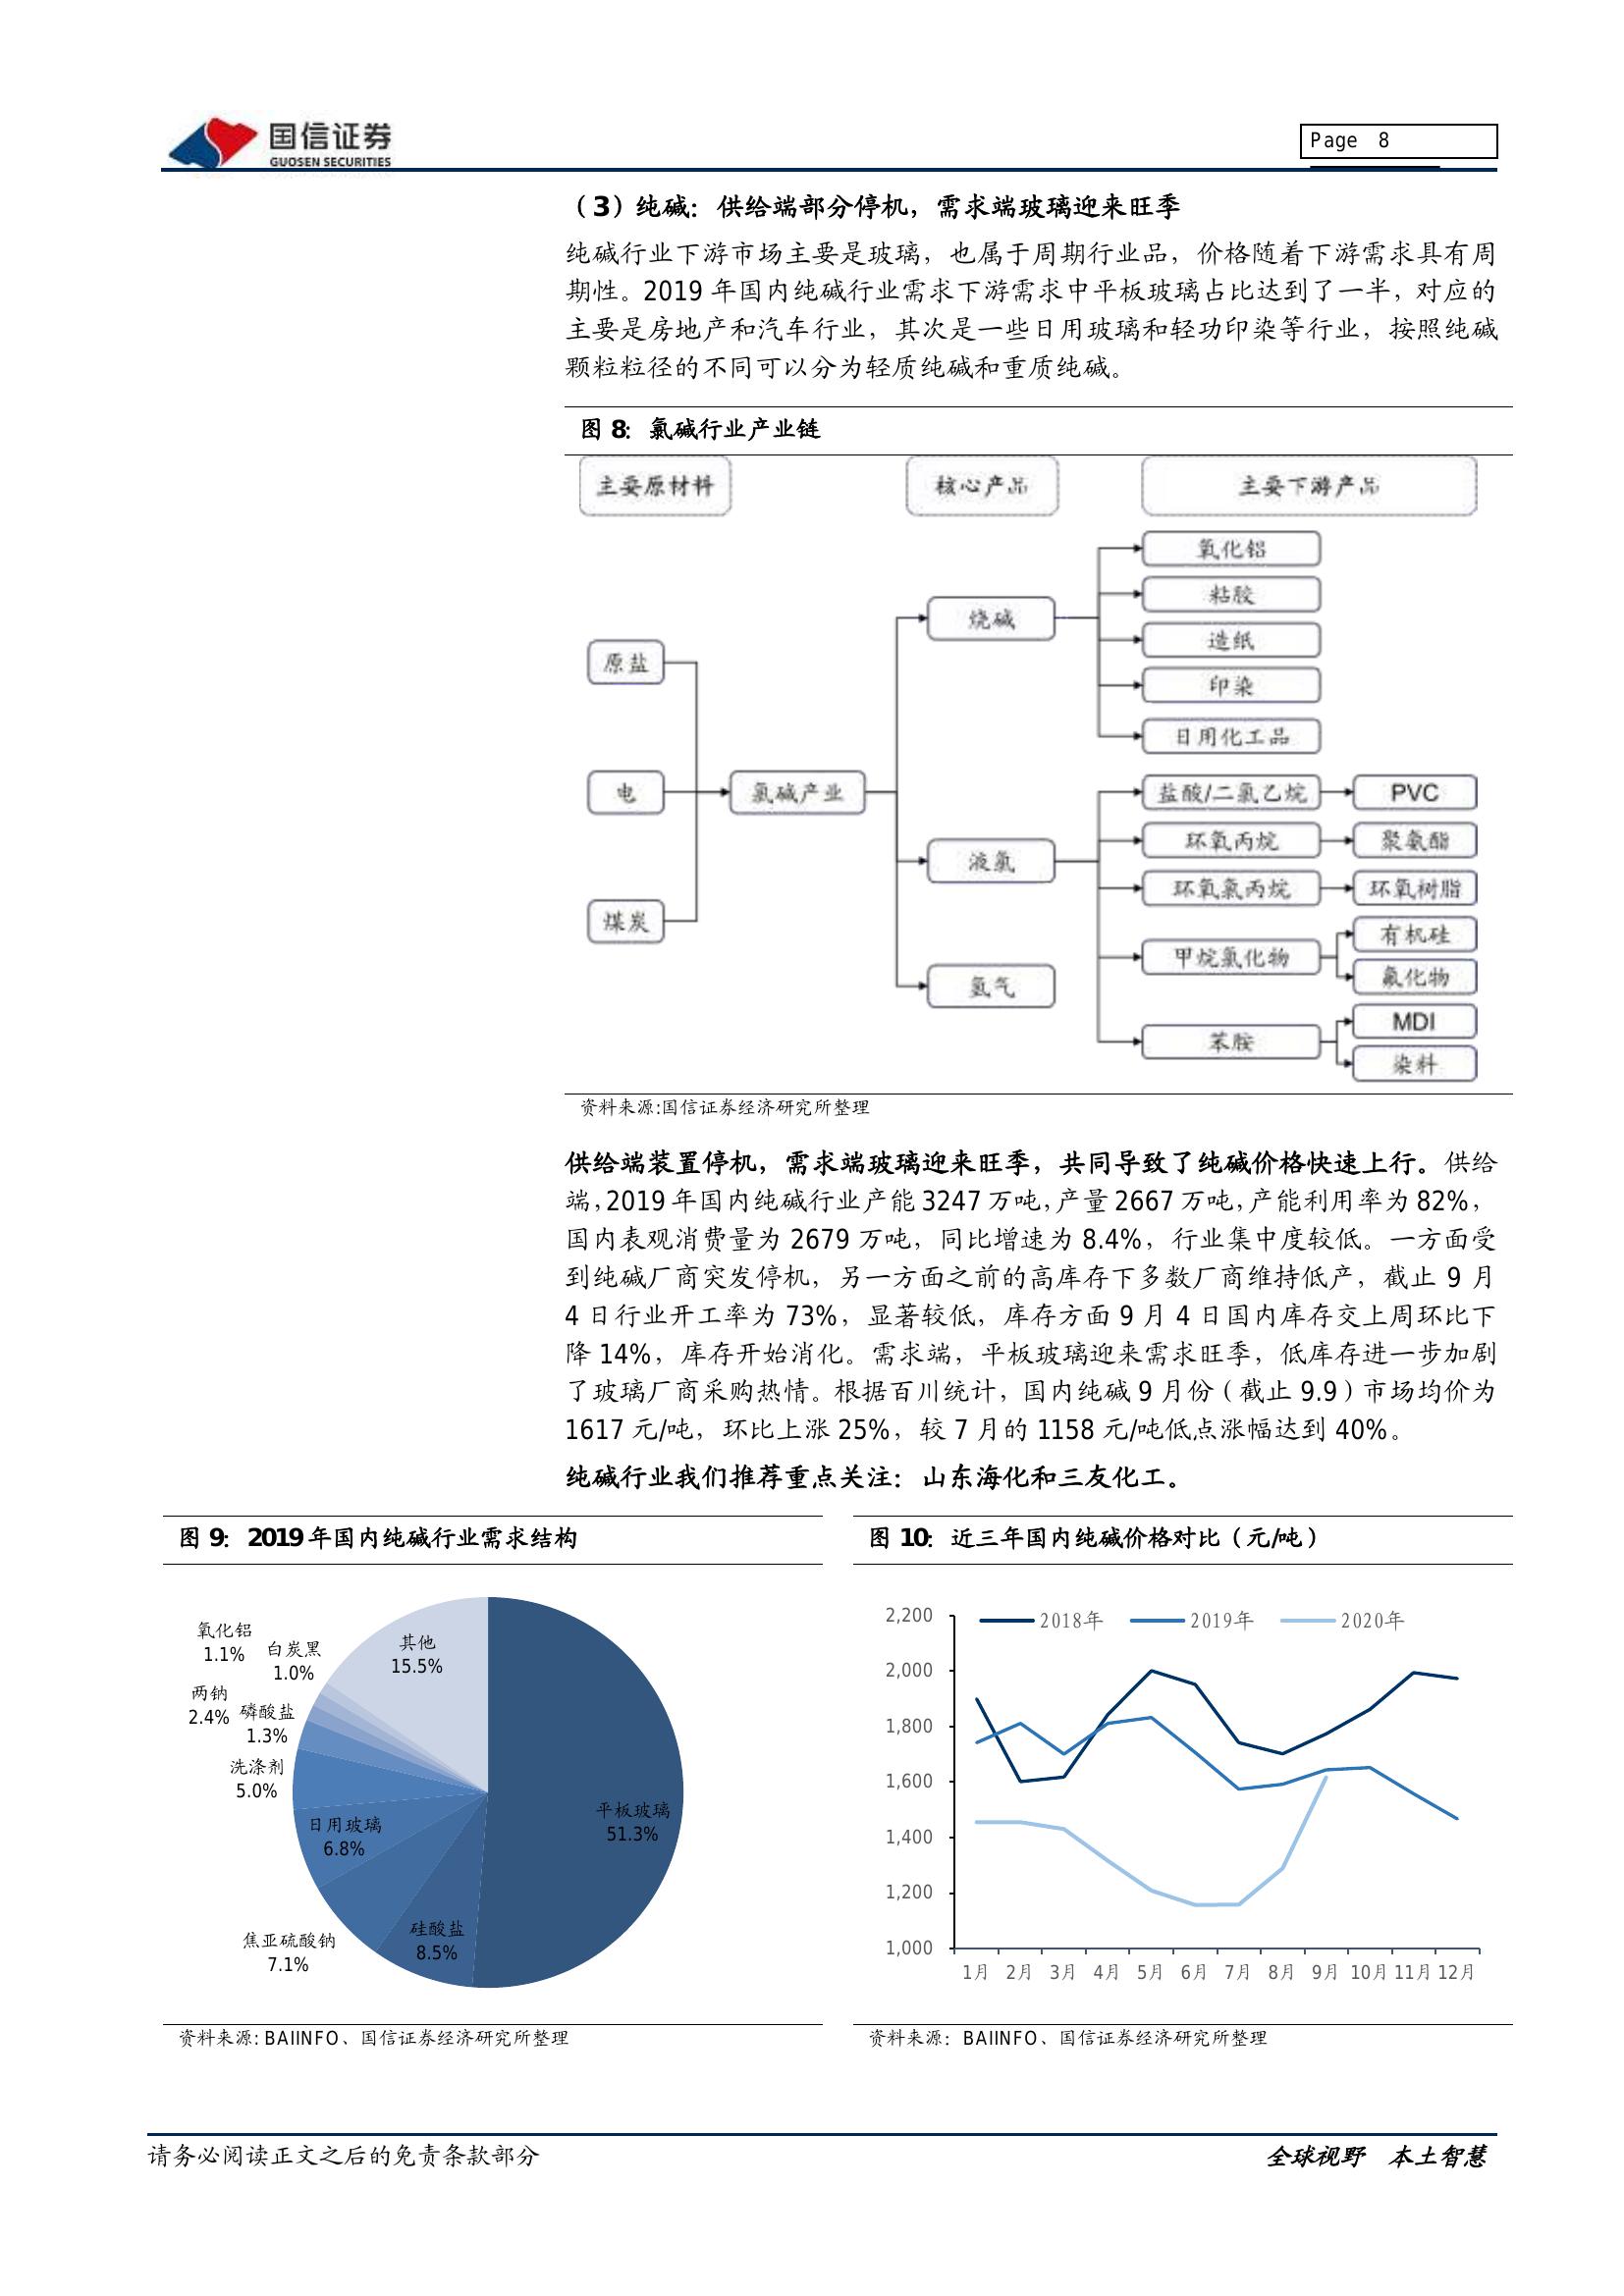 国信证券
GUOSEN SECURITIES
Page 8
（3）纯碱：供给端部分停机，需求端玻璃迎来旺季
纯碱行业下游市场主要是玻璃，也属于周期行业品，价格随着下游需求具有周
期性。2019 年国内纯碱行业需求下游需求中平板玻璃占比达到了一半，对应的
主要是房地产和汽车行业，其次是一些日用玻璃和轻功印染等行业，按照纯碱
颗粒粒径的不同可以分为轻质纯碱和重质纯碱。
图 8：氯碱行业产业链
主要原材料
核心产品
主要下游产品
原盐
电
煤炭
氯碱产业
烧碱
液氯
氢气
氧化铝
粘胶
造纸
印染
日用化工品
盐酸/二氯乙烷
PVC
环氧丙烷
聚氨酯
环氧氯丙烷
环氧树脂
甲烷氯化物
有机硅
氟化物
苯胺
MDI
染料
资料来源:国信证券经济研究所整理
供给端装置停机，需求端玻璃迎来旺季，共同导致了纯碱价格快速上行。供给
端，2019 年国内纯碱行业产能 3247 万吨，产量 2667 万吨，产能利用率为 82%，
国内表观消费量为 2679 万吨，同比增速为 8.4%，行业集中度较低。一方面受
到纯碱厂商突发停机，另一方面之前的高库存下多数厂商维持低产，截止 9 月
4 日行业开工率为 73%，显著较低，库存方面 9 月 4 日国内库存交上周环比下
降 14%，库存开始消化。需求端，平板玻璃迎来需求旺季，低库存进一步加剧
了玻璃厂商采购热情。根据百川统计，国内纯碱 9 月份（截止 9.9）市场均价为
1617 元/吨，环比上涨 25%，较 7 月的 1158 元/吨低点涨幅达到 40%。
纯碱行业我们推荐重点关注：山东海化和三友化工。
图 9：2019 年国内纯碱行业需求结构
其他
15.5%
氧化铝
1.1%
白炭黑
1.0%
两钠
2.4%
磷酸盐
1.3%
洗涤剂
5.0%
日用玻璃
6.8%
焦亚硫酸钠
7.1%
硅酸盐
8.5%
平板玻璃
51.3%
资料来源: BAIINFO、国信证券经济研究所整理
图 10：近三年国内纯碱价格对比（元/吨）
2018年 2019年 2020年
2,200
2,000
1,800
1,600
1,400
1,200
1,000
1月 2月 3月 4月 5月 6月 7月 8月 9月 10月 11月 12月
资料来源：BAIINFO、国信证券经济研究所整理
请务必阅读正文之后的免责条款部分
全球视野 本土智慧